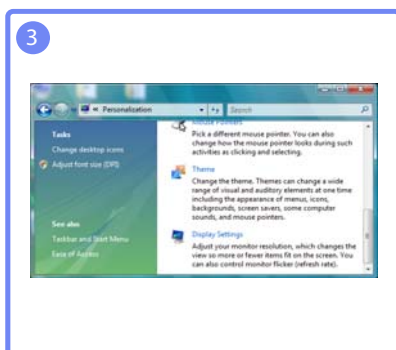 3
Personalization
Search
Tasks
Change desktop icons
Adjust font size (DPI)
See also
Taskbar and Start Menu
Ease of Access
Mouse Pointers
Pick a different mouse pointer. You can also
change how the mouse pointer looks during such
activities as clicking and selecting.
Theme
Change the theme. Themes can change a wide
range of visual and auditory elements at one time
including the appearance of menus, icons,
backgrounds, screen savers, some computer
sounds, and mouse pointers.
Display Settings
Adjust your monitor resolution, which changes the
view so more or fewer items fit on the screen. You
can also control monitor flicker (refresh rate).